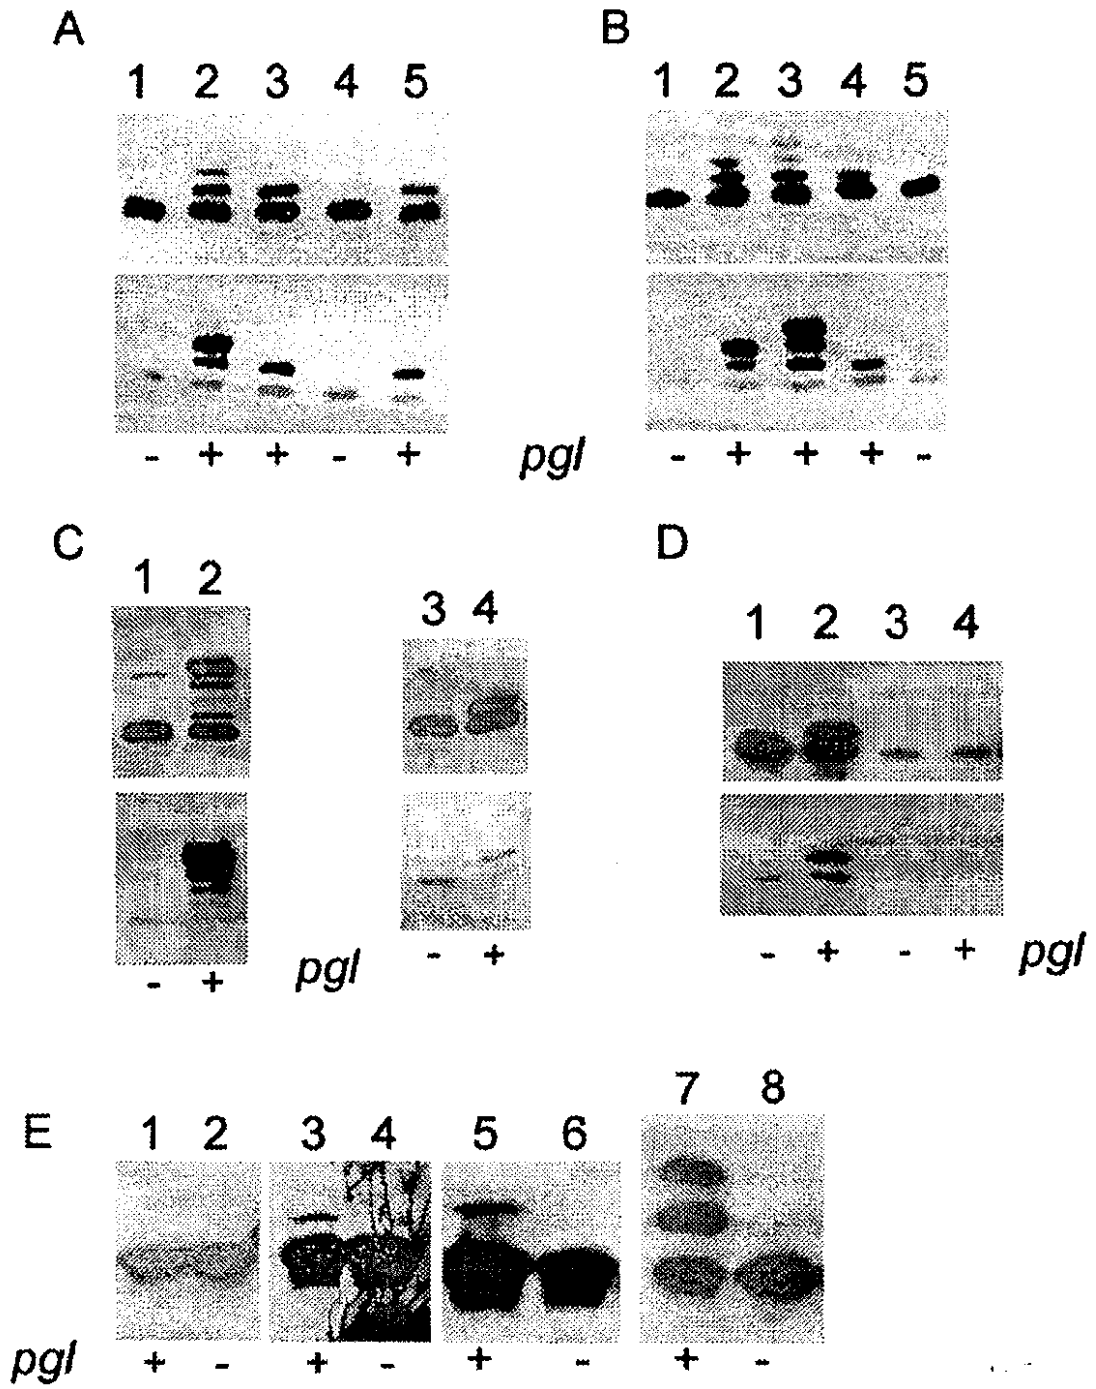 A
1 2 3 4 5
- + + - +
B
1 2 3 4 5
pgl - + + + -
C
1 2
- +
3 4
pgl - +
D
1 2 3 4
- + - + pgl
E
1 2 3 4 5 6 7 8
pgl + - + - + - + -